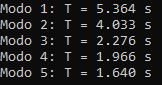 Modo 1: T = 5.364 s
Modo 2: T = 4.033 s
Modo 3: T = 2.276 s
Modo 4: T = 1.966 s
Modo 5: T = 1.640 s